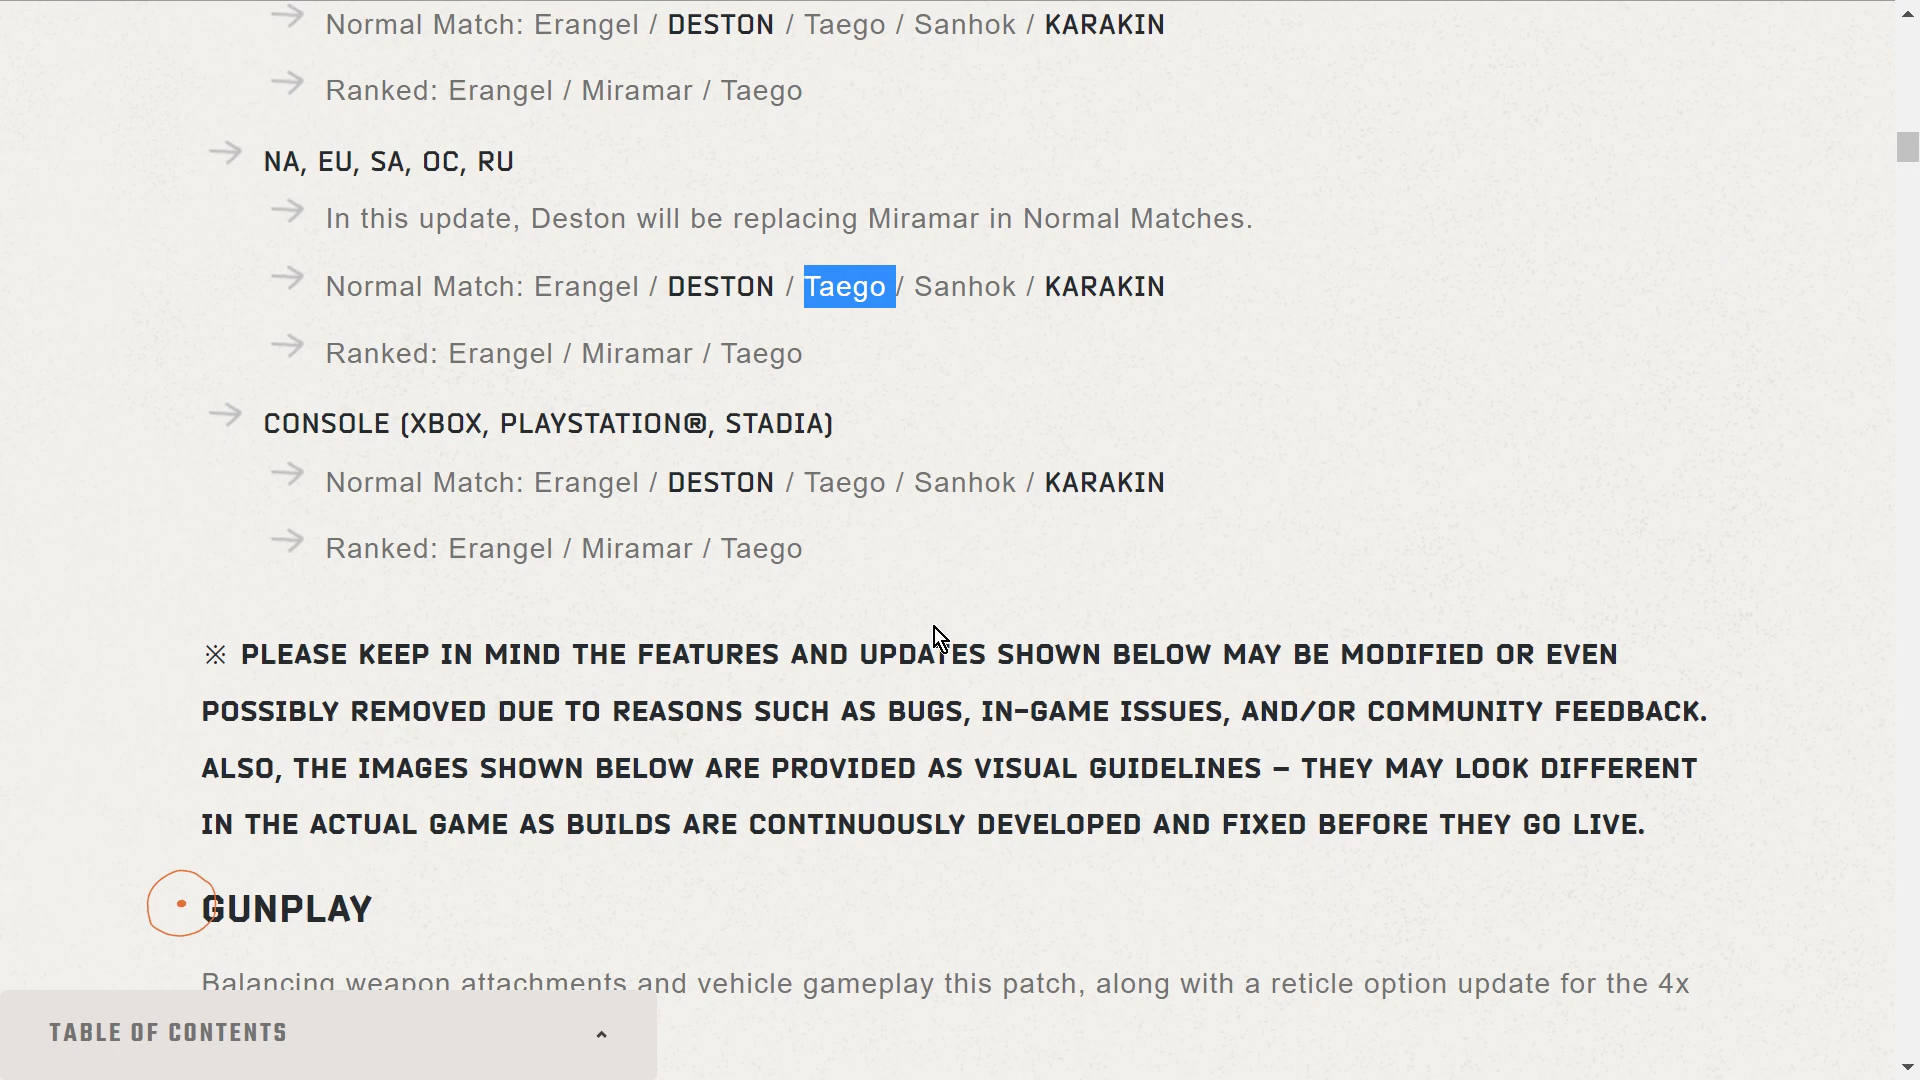 Normal Match: Erangel / DESTON / Taego / Sanhok / KARAKIN
Ranked: Erangel / Miramar / Taego
NA, EU, SA, OC, RU
In this update, Deston will be replacing Miramar in Normal Matches.
Normal Match: Erangel / DESTON / Taego / Sanhok / KARAKIN
Ranked: Erangel / Miramar / Taego
CONSOLE (XBOX, PLAYSTATION®, STADIA)
Normal Match: Erangel / DESTON / Taego / Sanhok / KARAKIN
Ranked: Erangel / Miramar / Taego
※ PLEASE KEEP IN MIND THE FEATURES AND UPDATES SHOWN BELOW MAY BE MODIFIED OR EVEN
POSSIBLY REMOVED DUE TO REASONS SUCH AS BUGS, IN-GAME ISSUES, AND/OR COMMUNITY FEEDBACK.
ALSO, THE IMAGES SHOWN BELOW ARE PROVIDED AS VISUAL GUIDELINES – THEY MAY LOOK DIFFERENT
IN THE ACTUAL GAME AS BUILDS ARE CONTINUOUSLY DEVELOPED AND FIXED BEFORE THEY GO LIVE.
GUNPLAY
Balancing weapon attachments and vehicle gameplay this patch, along with a reticle option update for the 4x
TABLE OF CONTENTS